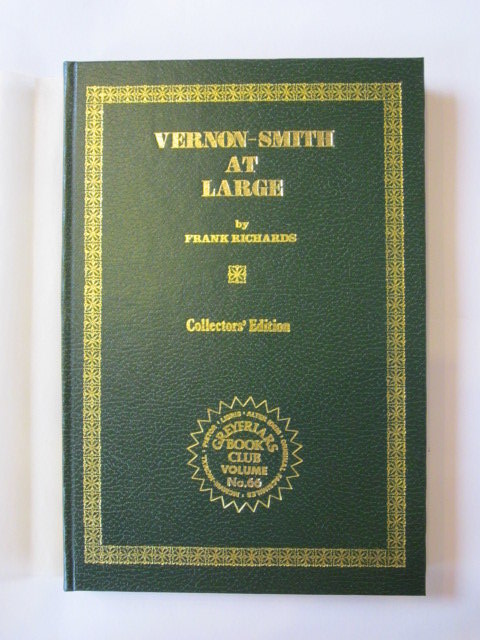 VERNON-SMITH
AT
LARGE
by
FRANK RICHARDS
Collectors' Edition
GREYFRIARS
BOOK
CLUB
VOLUME
No.66